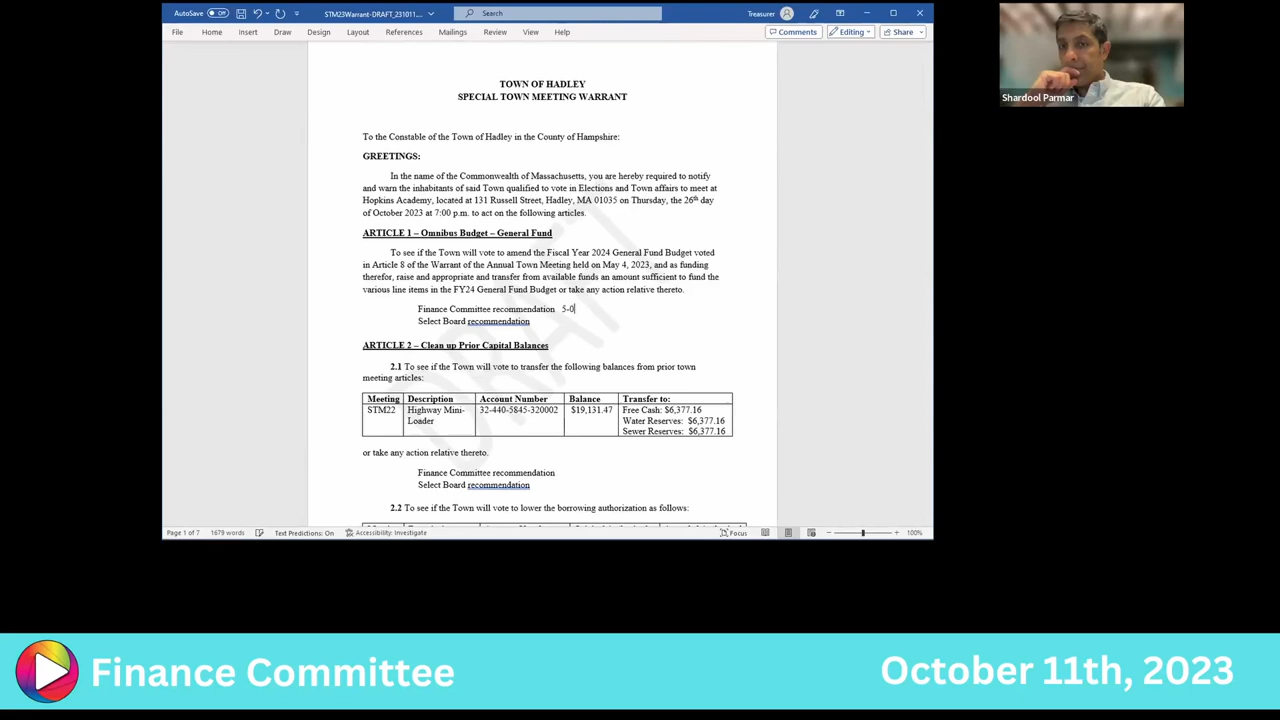 AutoSave Off STM23Warrant-DRAFT_231011... Search Treasurer
File Home Insert Draw Design Layout References Mailings Review View Help Comments Editing Share
TOWN OF HADLEY
SPECIAL TOWN MEETING WARRANT
To the Constable of the Town of Hadley in the County of Hampshire:
GREETINGS:
In the name of the Commonwealth of Massachusetts, you are hereby required to notify
and warn the inhabitants of said Town qualified to vote in Elections and Town affairs to meet at
Hopkins Academy, located at 131 Russell Street, Hadley, MA 01035 on Thursday, the 26th day
of October 2023 at 7:00 p.m. to act on the following articles.
ARTICLE 1 – Omnibus Budget – General Fund
To see if the Town will vote to amend the Fiscal Year 2024 General Fund Budget voted
in Article 8 of the Warrant of the Annual Town Meeting held on May 4, 2023, and as funding
therefor, raise and appropriate and transfer from available funds an amount sufficient to fund the
various line items in the FY24 General Fund Budget or take any action relative thereto.
Finance Committee recommendation 5-0
Select Board recommendation
ARTICLE 2 – Clean up Prior Capital Balances
2.1 To see if the Town will vote to transfer the following balances from prior town
meeting articles:
Meeting Description Account Number Balance Transfer to:
STM22 Highway Mini- 32-440-5845-320002 $19,131.47 Free Cash: $6,377.16
Loader Water Reserves: $6,377.16
Sewer Reserves: $6,377.16
or take any action relative thereto.
Finance Committee recommendation
Select Board recommendation
2.2 To see if the Town will vote to lower the borrowing authorization as follows:
DRAFT
Page 1 of 7 1679 words Text Predictions: On Accessibility: Investigate Focus 100%
Shardool Parmar
Finance Committee
October 11th, 2023